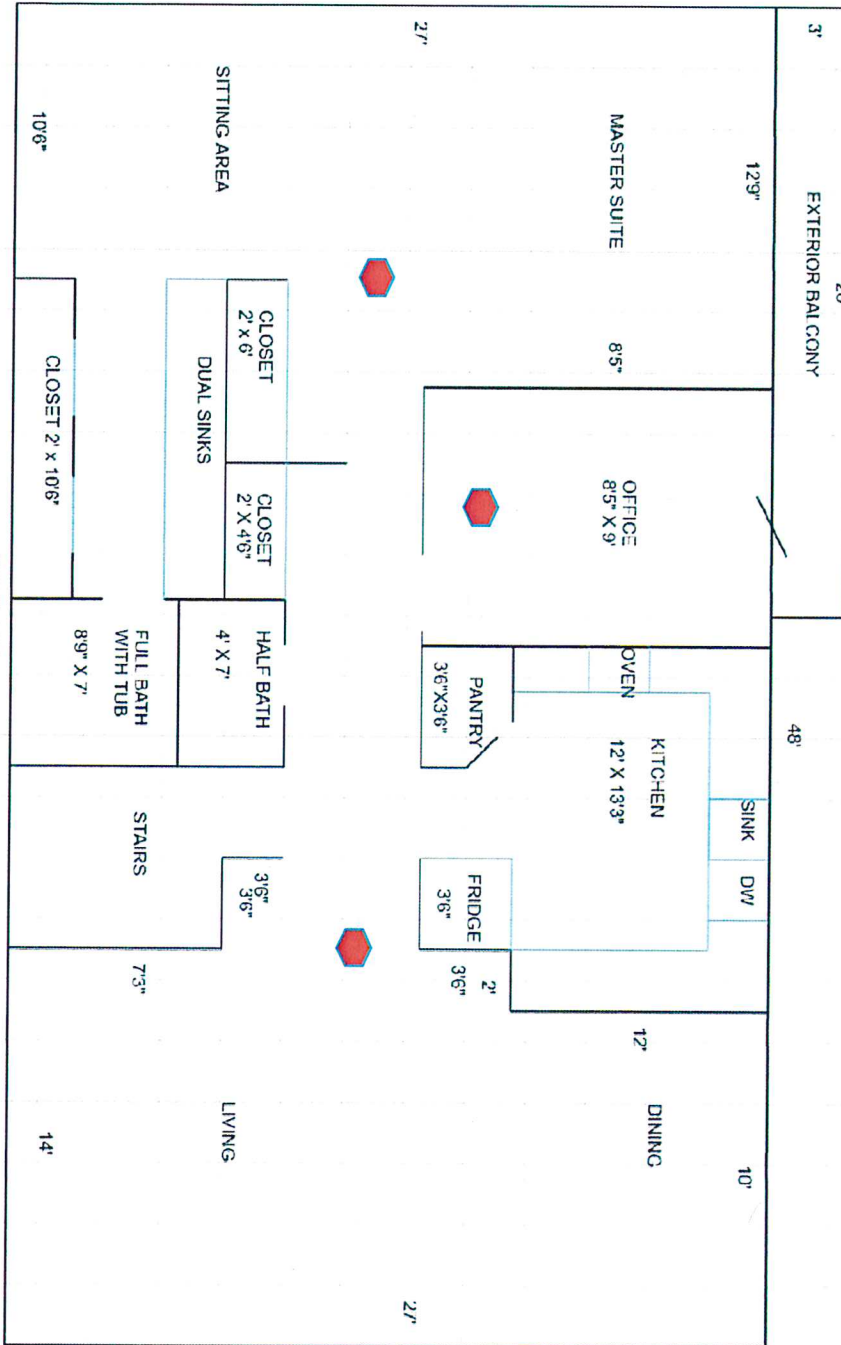 3'
EXTERIOR BALCONY
48'
12'9"
10'
SINK
DW
MASTER SUITE
8'5"
OFFICE
8'5" X 9'
OVEN
KITCHEN
12' X 13'3"
12'
DINING
27'
PANTRY
3'6"X3'6"
FRIDGE
3'6"
2'
3'6"
27'
SITTING AREA
CLOSET
2' x 6'
CLOSET
2' X 4'6"
DUAL SINKS
HALF BATH
4' X 7'
3'6"
3'6"
LIVING
FULL BATH
WITH TUB
8'9" X 7'
STAIRS
7'3"
10'6"
CLOSET 2' x 10'6"
14'